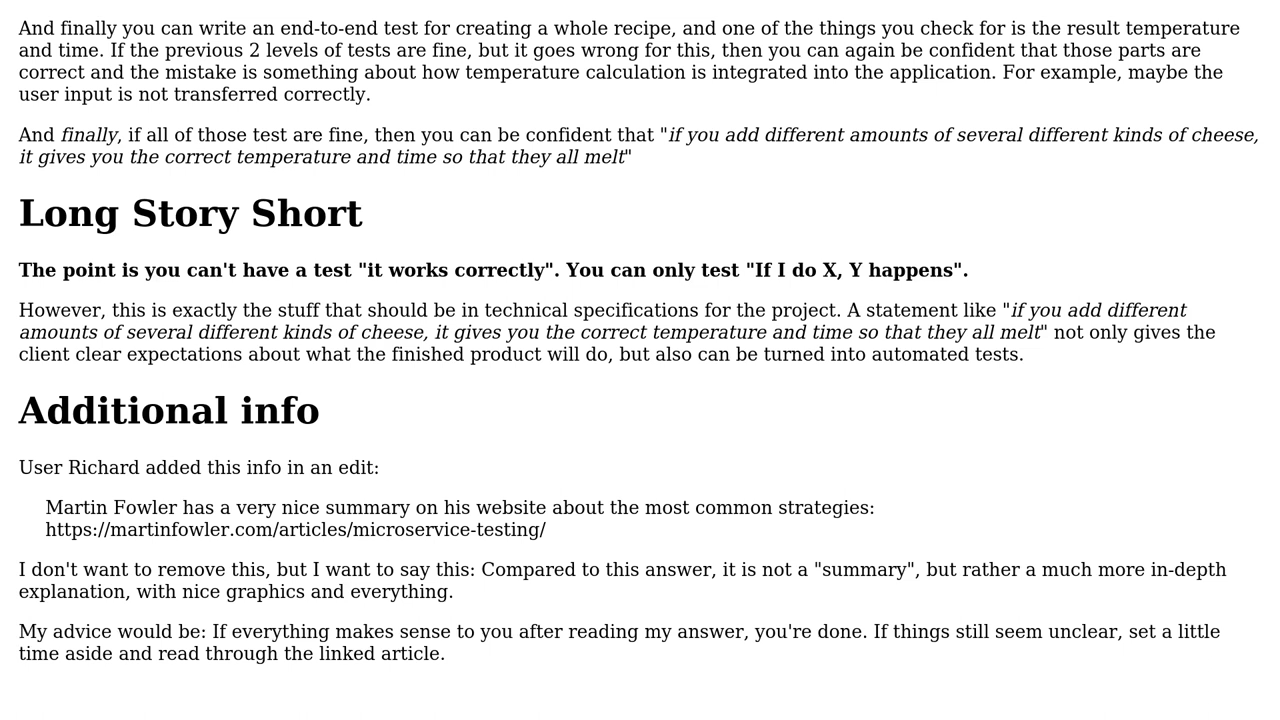 And finally you can write an end-to-end test for creating a whole recipe, and one of the things you check for is the result temperature
and time. If the previous 2 levels of tests are fine, but it goes wrong for this, then you can again be confident that those parts are
correct and the mistake is something about how temperature calculation is integrated into the application. For example, maybe the
user input is not transferred correctly.
And finally, if all of those test are fine, then you can be confident that "if you add different amounts of several different kinds of cheese,
it gives you the correct temperature and time so that they all melt"
Long Story Short
The point is you can't have a test "it works correctly". You can only test "If I do X, Y happens".
However, this is exactly the stuff that should be in technical specifications for the project. A statement like "if you add different
amounts of several different kinds of cheese, it gives you the correct temperature and time so that they all melt" not only gives the
client clear expectations about what the finished product will do, but also can be turned into automated tests.
Additional info
User Richard added this info in an edit:
Martin Fowler has a very nice summary on his website about the most common strategies:
https://martinfowler.com/articles/microservice-testing/
I don't want to remove this, but I want to say this: Compared to this answer, it is not a "summary", but rather a much more in-depth
explanation, with nice graphics and everything.
My advice would be: If everything makes sense to you after reading my answer, you're done. If things still seem unclear, set a little
time aside and read through the linked article.